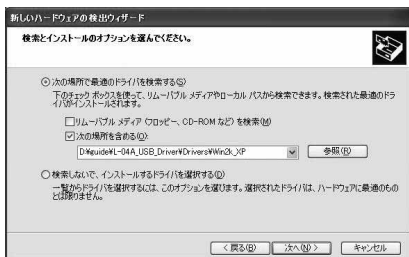 新しいハードウェアの検出ウィザード
検索とインストールのオプションを選んでください。
次の場所で最適のドライバを検索する(S)
下のチェック ボックスを使って、リムーバブル メディアやローカル パスから検索できます。検索された最適のドラ
イバがインストールされます。
リムーバブル メディア (フロッピー、CD-ROM など) を検索(M)
次の場所を含める(O):
D:¥guide¥L-04A_USB_Driver¥Drivers¥Win2k_XP
参照(R)
検索しないで、インストールするドライバを選択する(D)
一覧からドライバを選択するには、このオプションを選びます。選択されたドライバは、ハードウェアに最適のもの
とは限りません。
< 戻る(B)
次へ(N) >
キャンセル